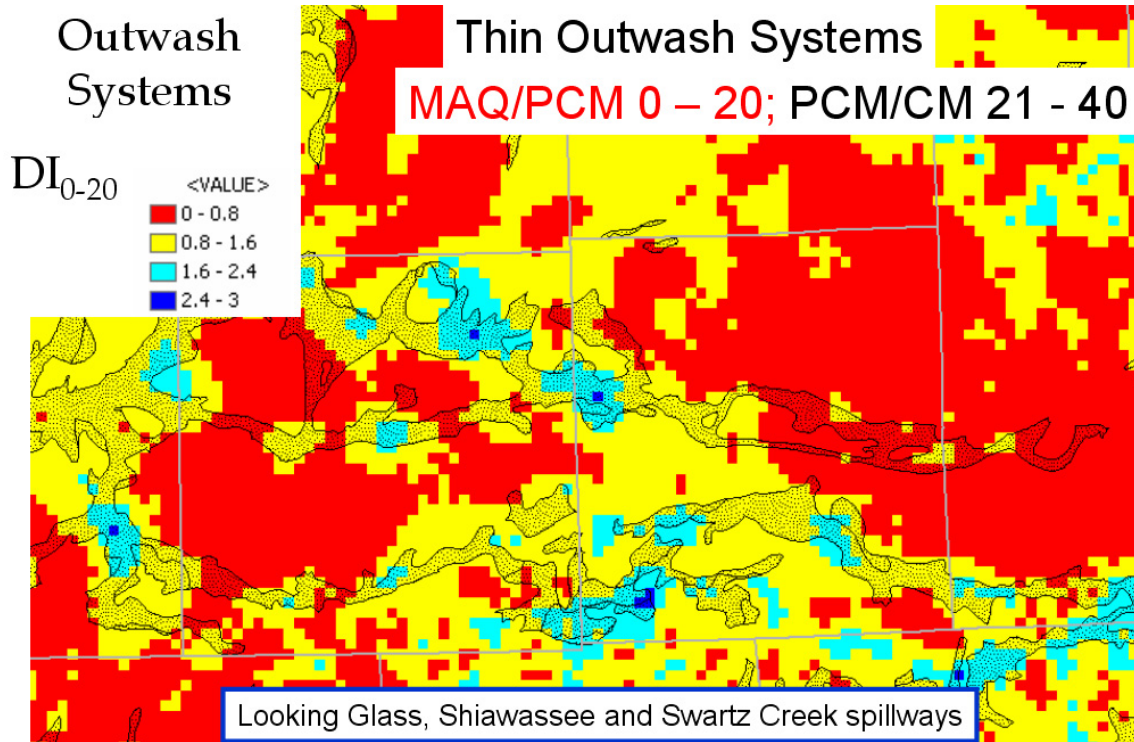 Outwash
Systems
Thin Outwash Systems
MAQ/PCM 0 – 20; PCM/CM 21 - 40
DI0-20
<VALUE>
0 - 0.8
0.8 - 1.6
1.6 - 2.4
2.4 - 3
Looking Glass, Shiawassee and Swartz Creek spillways